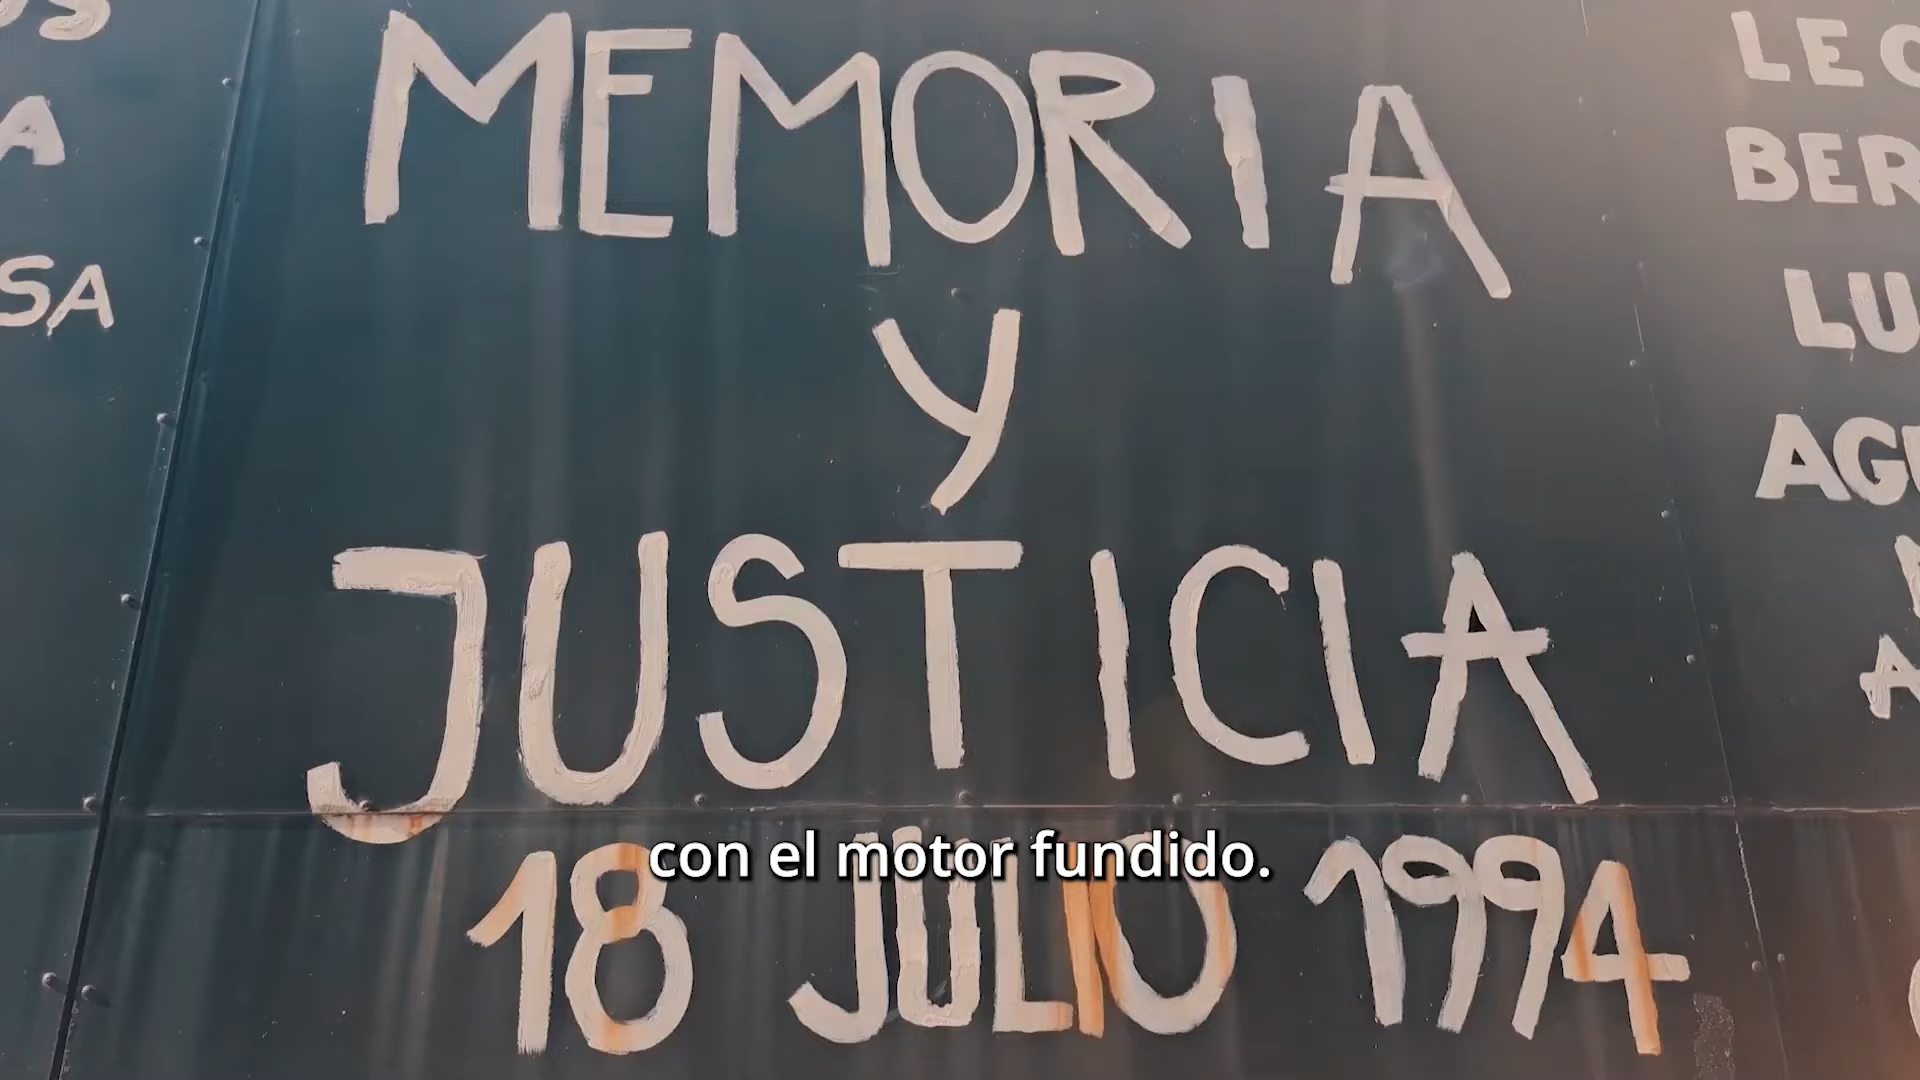 MEMORIA
Y
JUSTICIA
18 JULIO 1994
con el motor fundido.